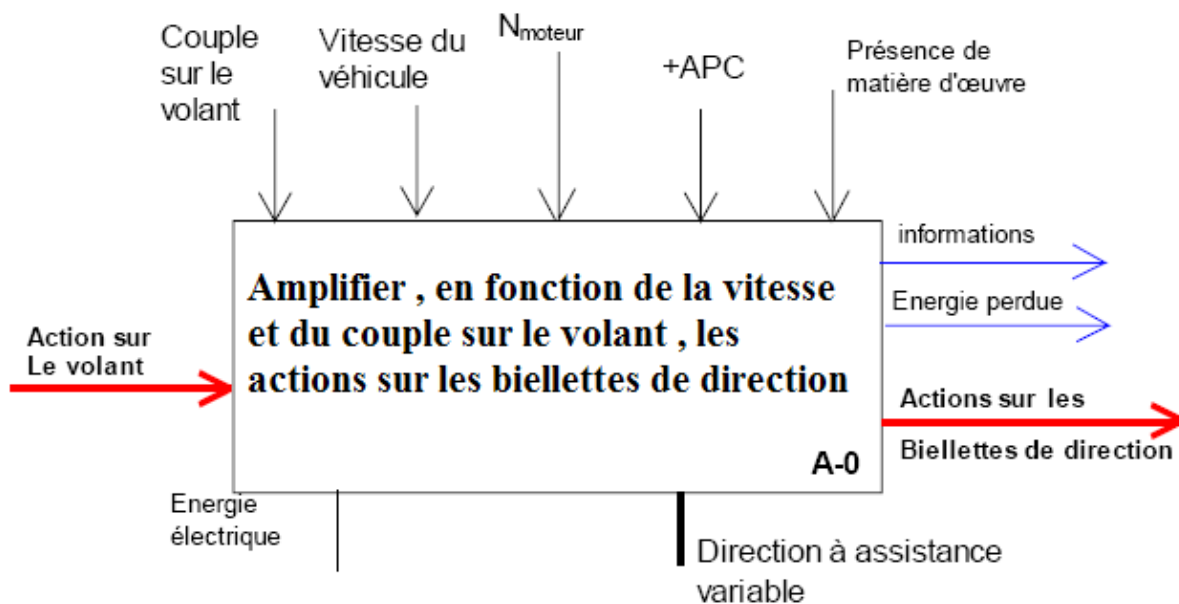 Couple
sur le
volant
Vitesse du
véhicule
Nmoteur
+APC
Présence de
matière d'œuvre
Amplifier , en fonction de la vitesse
et du couple sur le volant , les
actions sur les biellettes de direction
A-0
Action sur
Le volant
informations
Energie perdue
Actions sur les
Biellettes de direction
Energie
électrique
Direction à assistance
variable